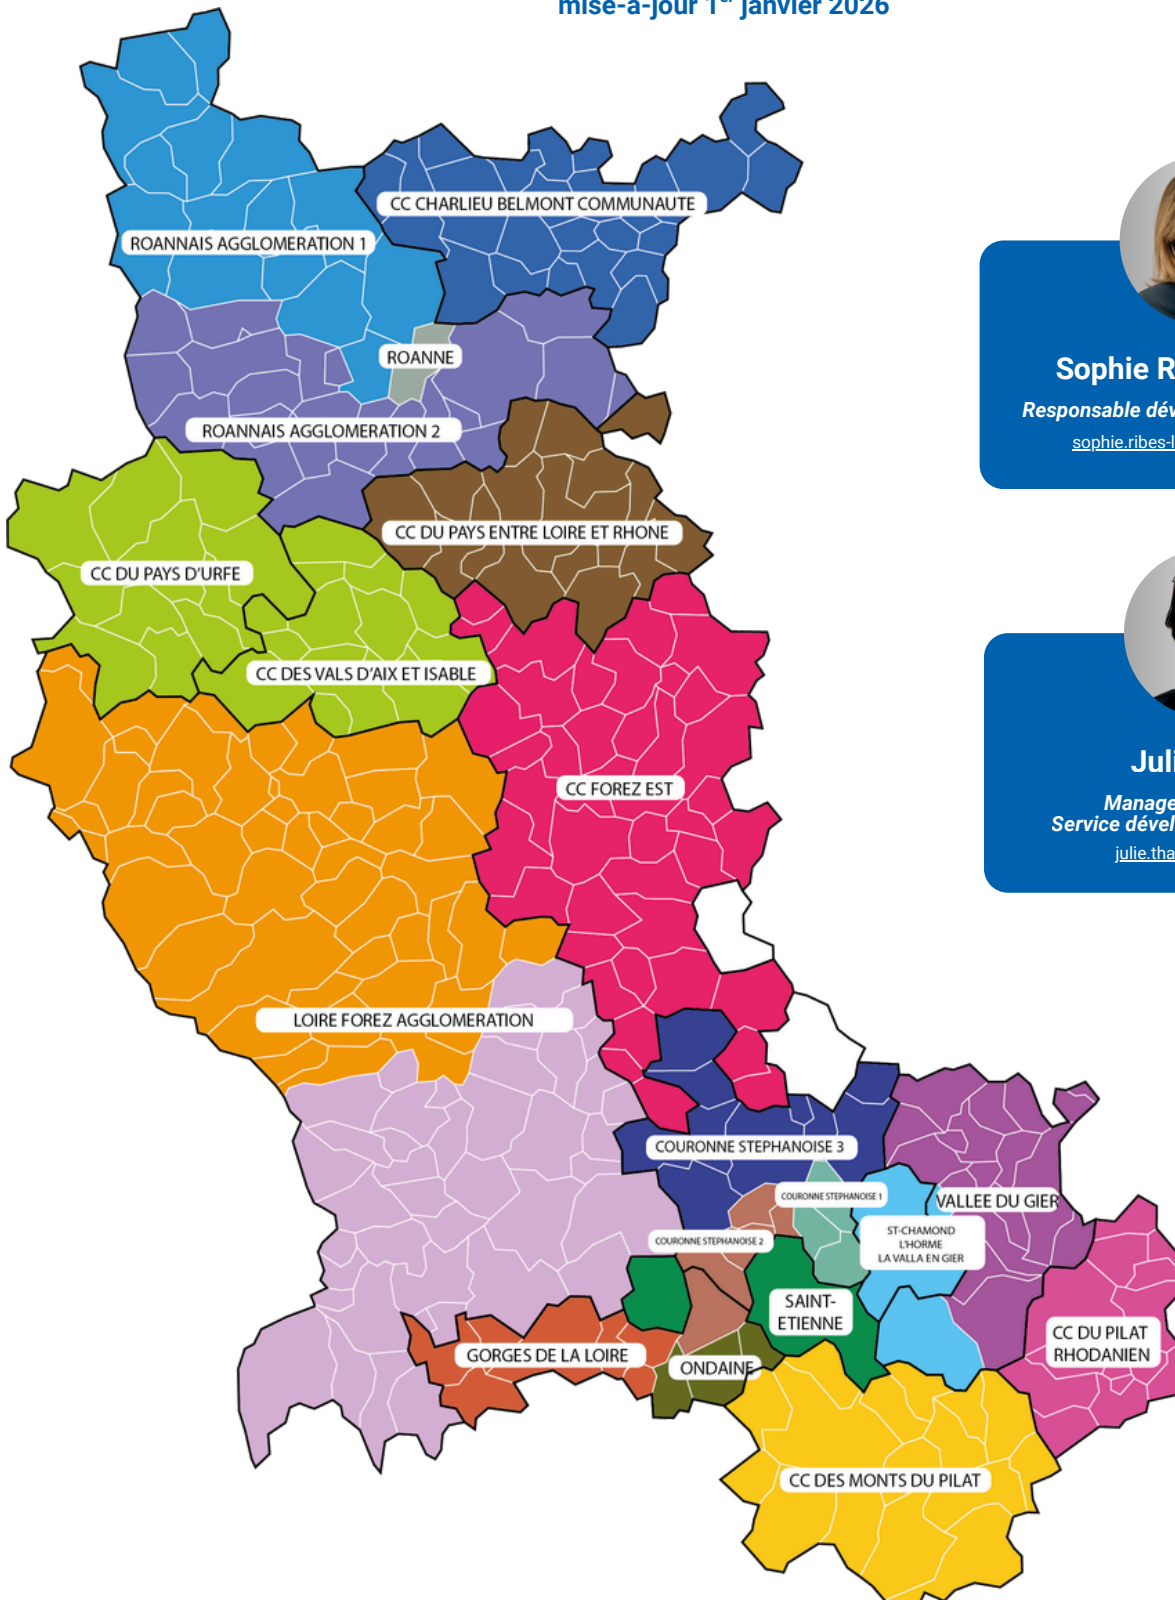 mise-à-jour 1er janvier 2026
CC CHARLIEU BELMONT COMMUNAUTE
ROANNAIS AGGLOMERATION 1
ROANNE
ROANNAIS AGGLOMERATION 2
CC DU PAYS ENTRE LOIRE ET RHONE
CC DU PAYS D'URFE
CC DES VALS D'AIX ET ISABLE
CC FOREZ EST
LOIRE FOREZ AGGLOMERATION
COURONNE STEPHANOISE 3
COURONNE STEPHANOISE 1
VALLEE DU GIER
COURONNE STEPHANOISE 2
ST-CHAMOND
L'HORME
LA VALLA EN GIER
SAINT-
ETIENNE
CC DU PILAT
RHODANIEN
GORGES DE LA LOIRE
ONDAINE
CC DES MONTS DU PILAT
Sophie R
Responsable dév
sophie.ribes-l
Juli
Manage
Service dével
julie.tha